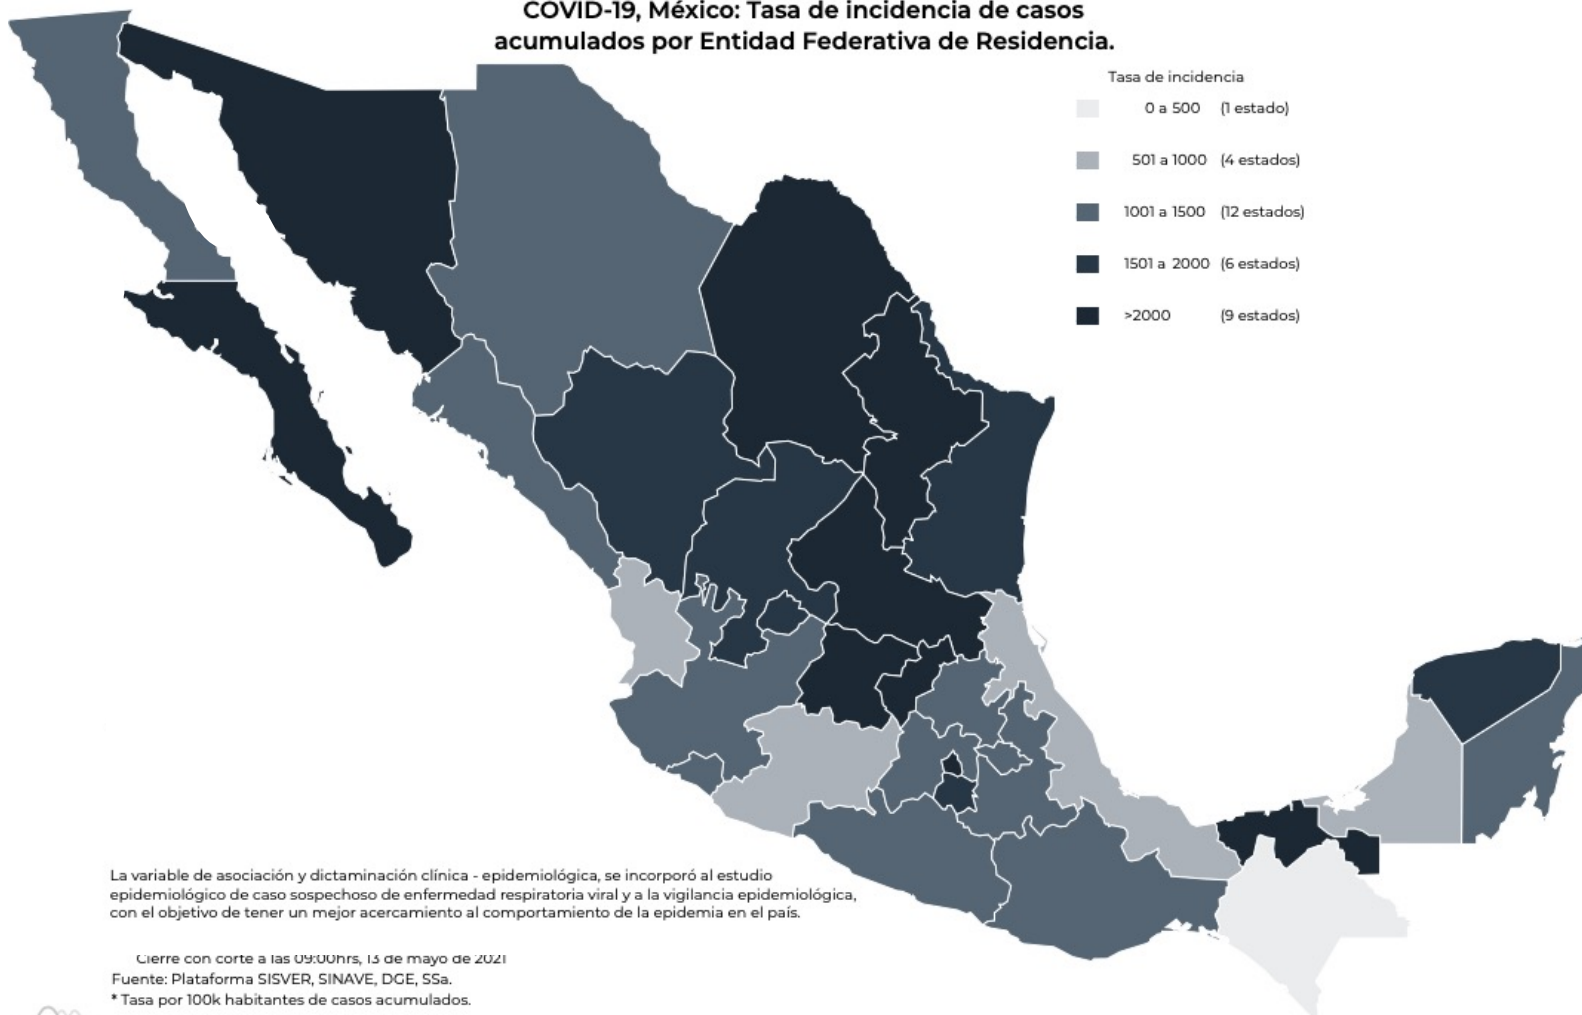 COVID-19, México: Tasa de incidencia de casos
acumulados por Entidad Federativa de Residencia.
Tasa de incidencia
0 a 500 (1 estado)
501 a 1000 (4 estados)
1001 a 1500 (12 estados)
1501 a 2000 (6 estados)
>2000 (9 estados)
La variable de asociación y dictaminación clínica - epidemiológica, se incorporó al estudio
epidemiológico de caso sospechoso de enfermedad respiratoria viral y a la vigilancia epidemiológica,
con el objetivo de tener un mejor acercamiento al comportamiento de la epidemia en el país.
Cierre con corte a las 09:00hrs, 13 de mayo de 2021
Fuente: Plataforma SISVER, SINAVE, DGE, SSa.
* Tasa por 100k habitantes de casos acumulados.